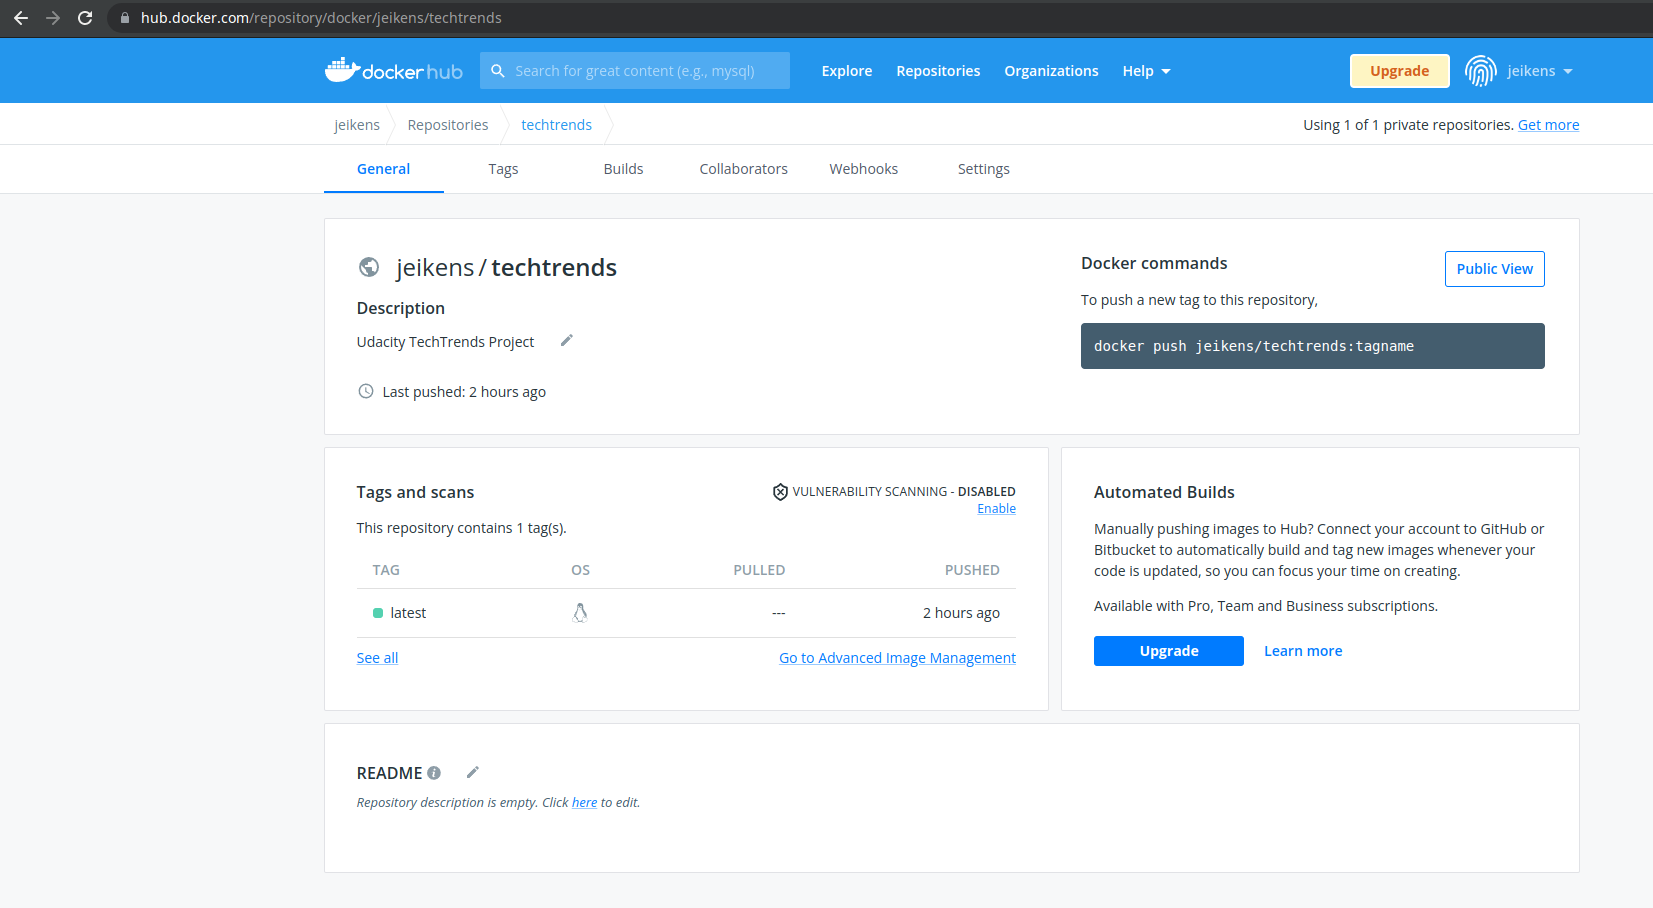 hub.docker.com/repository/docker/jeikens/techtrends
docker hub
Search for great content (e.g., mysql)
Explore
Repositories
Organizations
Help
Upgrade
jeikens
jeikens
Repositories
techtrends
Using 1 of 1 private repositories. Get more
General
Tags
Builds
Collaborators
Webhooks
Settings
jeikens / techtrends
Description
Udacity TechTrends Project
Last pushed: 2 hours ago
Docker commands
Public View
To push a new tag to this repository,
docker push jeikens/techtrends:tagname
Tags and scans
VULNERABILITY SCANNING - DISABLED
Enable
This repository contains 1 tag(s).
TAG OS PULLED PUSHED
latest --- 2 hours ago
See all
Go to Advanced Image Management
Automated Builds
Manually pushing images to Hub? Connect your account to GitHub or
Bitbucket to automatically build and tag new images whenever your
code is updated, so you can focus your time on creating.
Available with Pro, Team and Business subscriptions.
Upgrade
Learn more
README
Repository description is empty. Click here to edit.